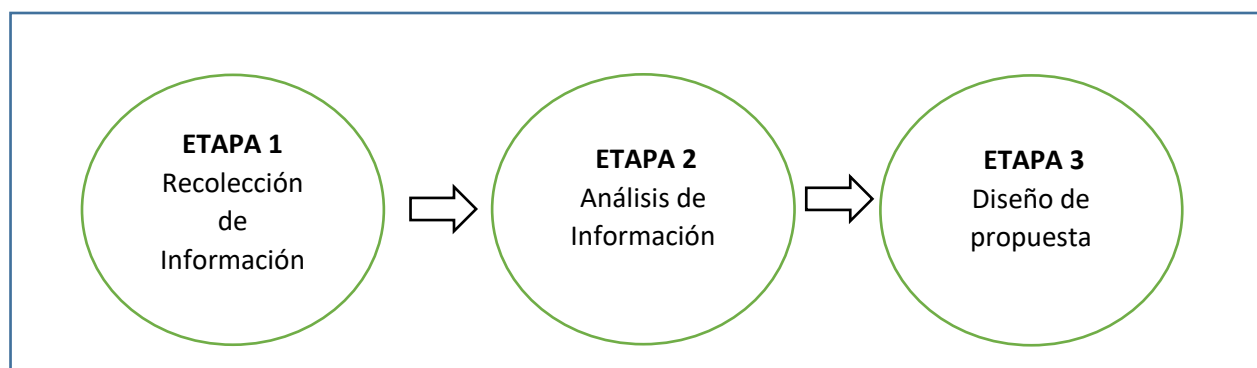 ETAPA 1
Recolección
de
Información
ETAPA 2
Análisis de
Información
ETAPA 3
Diseño de
propuesta